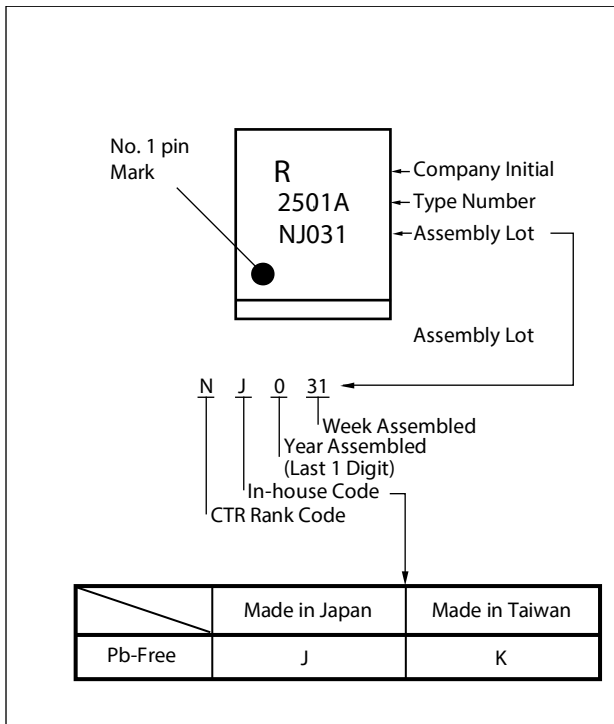 No. 1 pin
Mark
R
2501A
NJ031
Company Initial
Type Number
Assembly Lot
Assembly Lot
N J 0 31
Week Assembled
Year Assembled
(Last 1 Digit)
In-house Code
CTR Rank Code
Made in Japan Made in Taiwan
Pb-Free J K